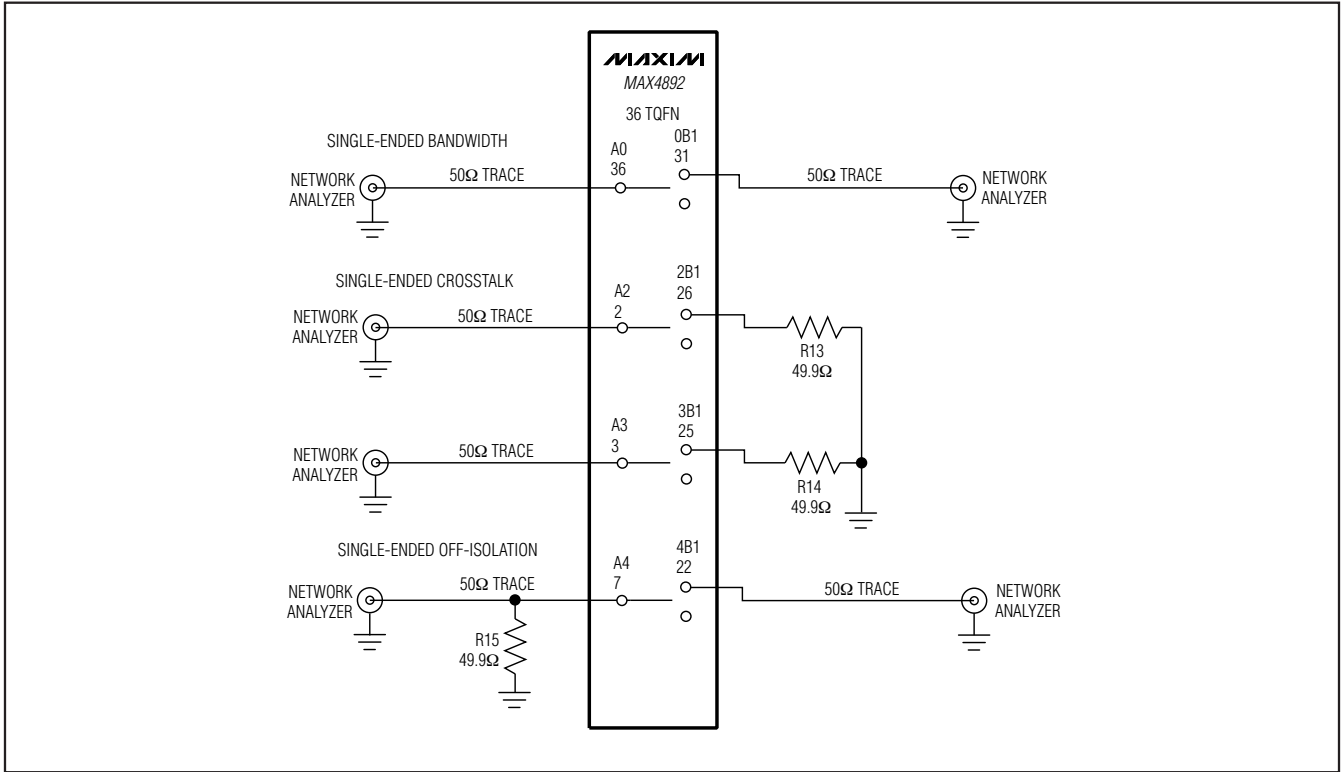 MAXIM
MAX4892
36 TQFN
SINGLE-ENDED BANDWIDTH
NETWORK
ANALYZER
50Ω TRACE
A0
36
0B1
31
50Ω TRACE
NETWORK
ANALYZER
SINGLE-ENDED CROSSTALK
NETWORK
ANALYZER
50Ω TRACE
A2
2
2B1
26
R13
49.9Ω
NETWORK
ANALYZER
50Ω TRACE
A3
3
3B1
25
R14
49.9Ω
SINGLE-ENDED OFF-ISOLATION
NETWORK
ANALYZER
50Ω TRACE
R15
49.9Ω
A4
7
4B1
22
50Ω TRACE
NETWORK
ANALYZER